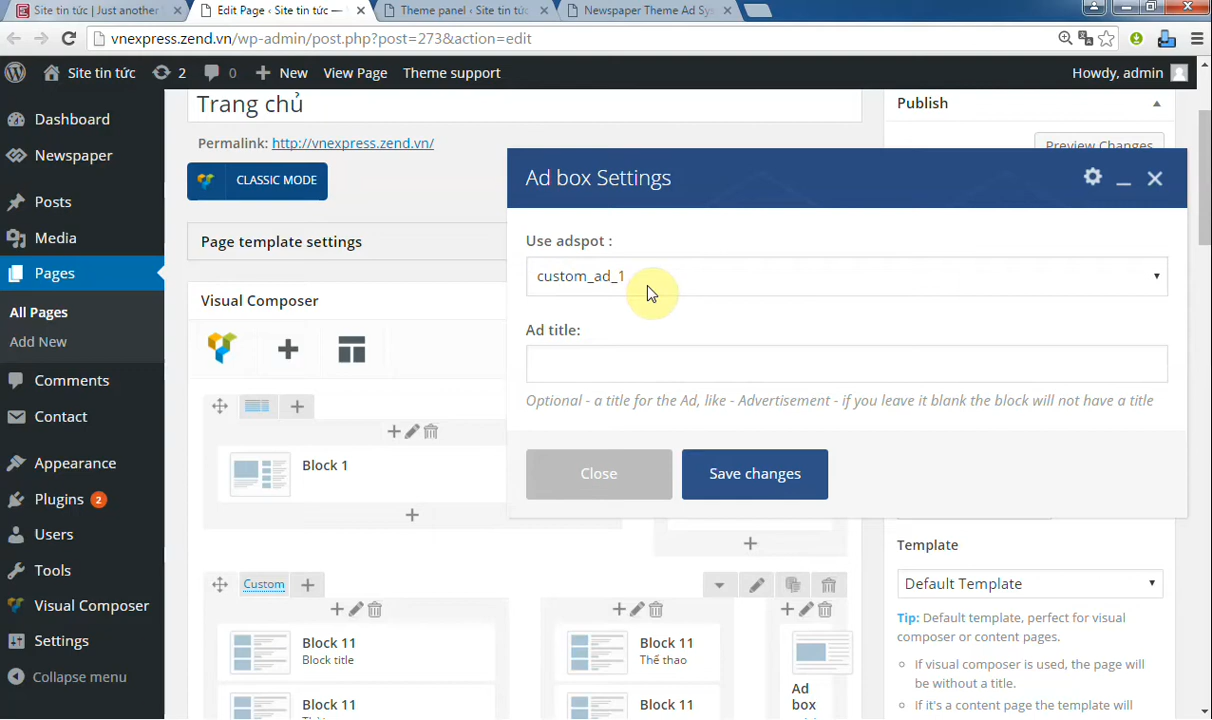 Site tin tức | Just another
Edit Page ‹ Site tin tức —
Theme panel ‹ Site tin tức
Newspaper Theme Ad Sys
vnexpress.zend.vn/wp-admin/post.php?post=273&action=edit
Site tin tức
2
0
New
View Page
Theme support
Howdy, admin
Dashboard
Newspaper
Posts
Media
Pages
All Pages
Add New
Comments
Contact
Appearance
Plugins 2
Users
Tools
Visual Composer
Settings
Collapse menu
Trang chủ
Permalink: http://vnexpress.zend.vn/
CLASSIC MODE
Page template settings
Visual Composer
Block 1
Custom
Block 11
Block title
Block 11
Block 11
Thể thao
Block 11
Ad
box
Ad box Settings
Use adspot :
custom_ad_1
Ad title:
Optional - a title for the Ad, like - Advertisement - if you leave it blank the block will not have a title
Close
Save changes
Publish
Preview Changes
Template
Default Template
Tip: Default template, perfect for visual
composer or content pages.
If visual composer is used, the page will
be without a title.
If it's a content page the template will